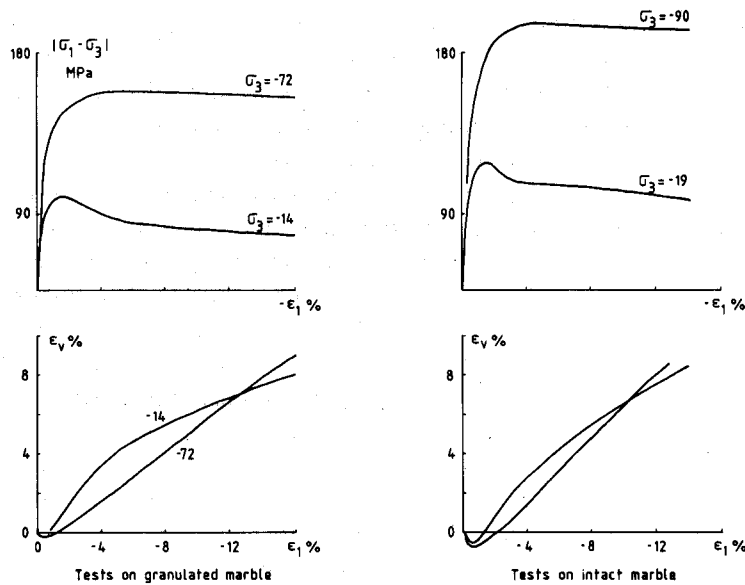 180
|σ₁ - σ₃|
MPa
σ₃=-72
90
σ₃=-14
-ε₁ %
εᵥ %
8
-14
4
-72
0
0
-4
-8
-12
ε₁ %
Tests on granulated marble
σ₃=-90
180
σ₃=-19
90
-ε₁ %
εᵥ %
8
4
0
-4
-8
-12
ε₁ %
Tests on intact marble